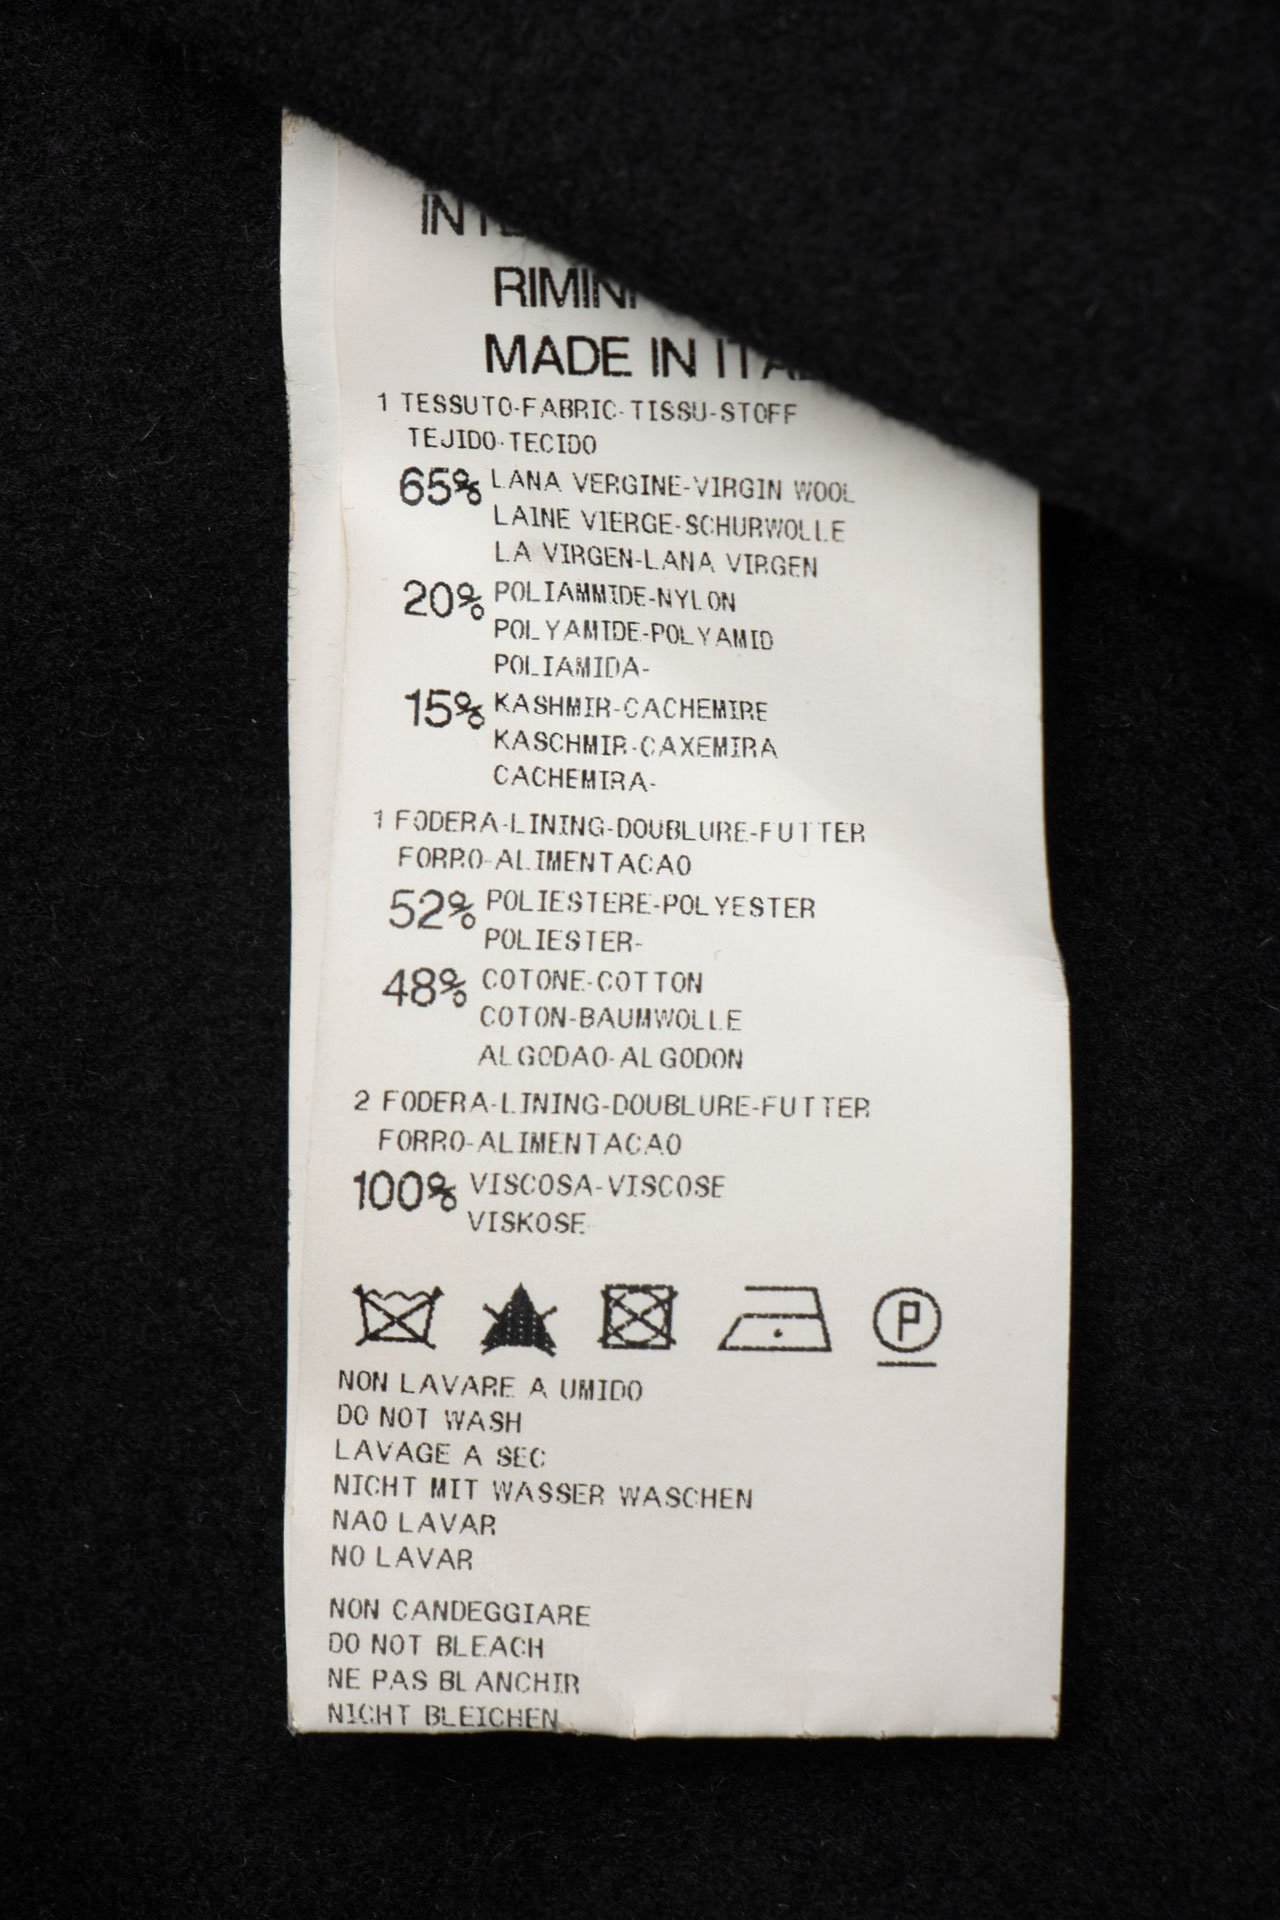 RIMINI
MADE IN ITAL
1 TESSUTO-FABRIC-TISSU-STOFF
TEJIDO-TECIDO
65% LANA VERGINE-VIRGIN WOOL
LAINE VIERGE-SCHURWOLLE
LA VIRGEN-LANA VIRGEN
20% POLIAMMIDE-NYLON
POLYAMIDE-POLYAMID
POLIAMIDA-
15% KASHMIR-CACHEMIRE
KASCHMIR-CAXEMIRA
CACHEMIRA-
1 FODERA-LINING-DOUBLURE-FUTTER
FORRO-ALIMENTACAO
52% POLIESTERE-POLYESTER
POLIESTER-
48% COTONE-COTTON
COTON-BAUMWOLLE
ALGODAO-ALGODON
2 FODERA-LINING-DOUBLURE-FUTTER
FORRO-ALIMENTACAO
100% VISCOSA-VISCOSE
VISKOSE-
P
NON LAVARE A UMIDO
DO NOT WASH
LAVAGE A SEC
NICHT MIT WASSER WASCHEN
NAO LAVAR
NO LAVAR
NON CANDEGGIARE
DO NOT BLEACH
NE PAS BLANCHIR
NICHT BLEICHEN